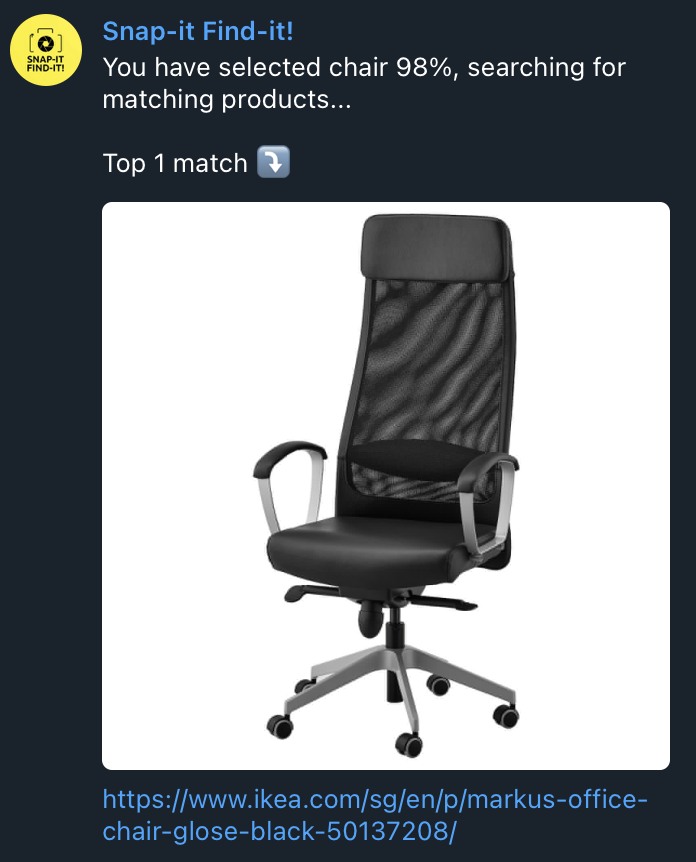 SNAP-IT
FIND-IT!
Snap-it Find-it!
You have selected chair 98%, searching for
matching products...
Top 1 match ⤵️
https://www.ikea.com/sg/en/p/markus-office-
chair-glose-black-50137208/